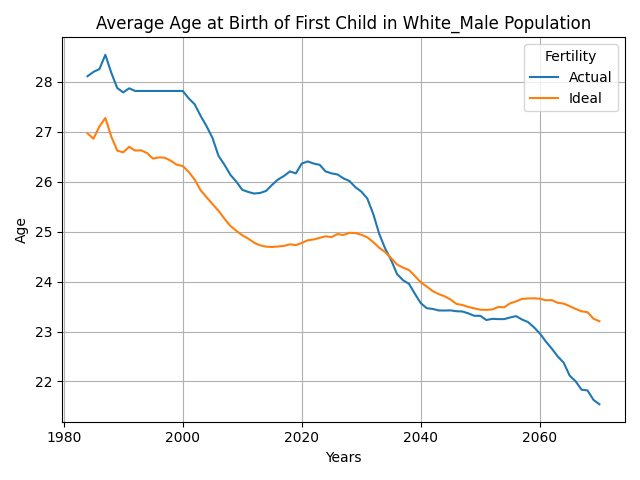 Average Age at Birth of First Child in White_Male Population
Fertility
Actual
Ideal
Age
28
27
26
25
24
23
22
1980
2000
2020
2040
2060
Years